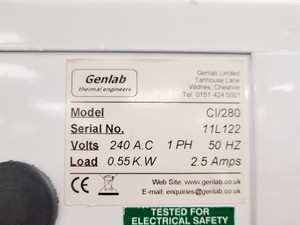 Genlab
thermal engineers
Genlab Limited
Tanhouse Lane
Widnes, Cheshire
Tel: 0151 424 5001
Model CI/280
Serial No. 11L122
Volts 240 A.C 1 PH 50 HZ
Load 0.55 K.W 2.5 Amps
CE
Web Site: www.genlab.co.uk
E-mail: enquiries@genlab.co.uk
TESTED FOR
ELECTRICAL SAFETY